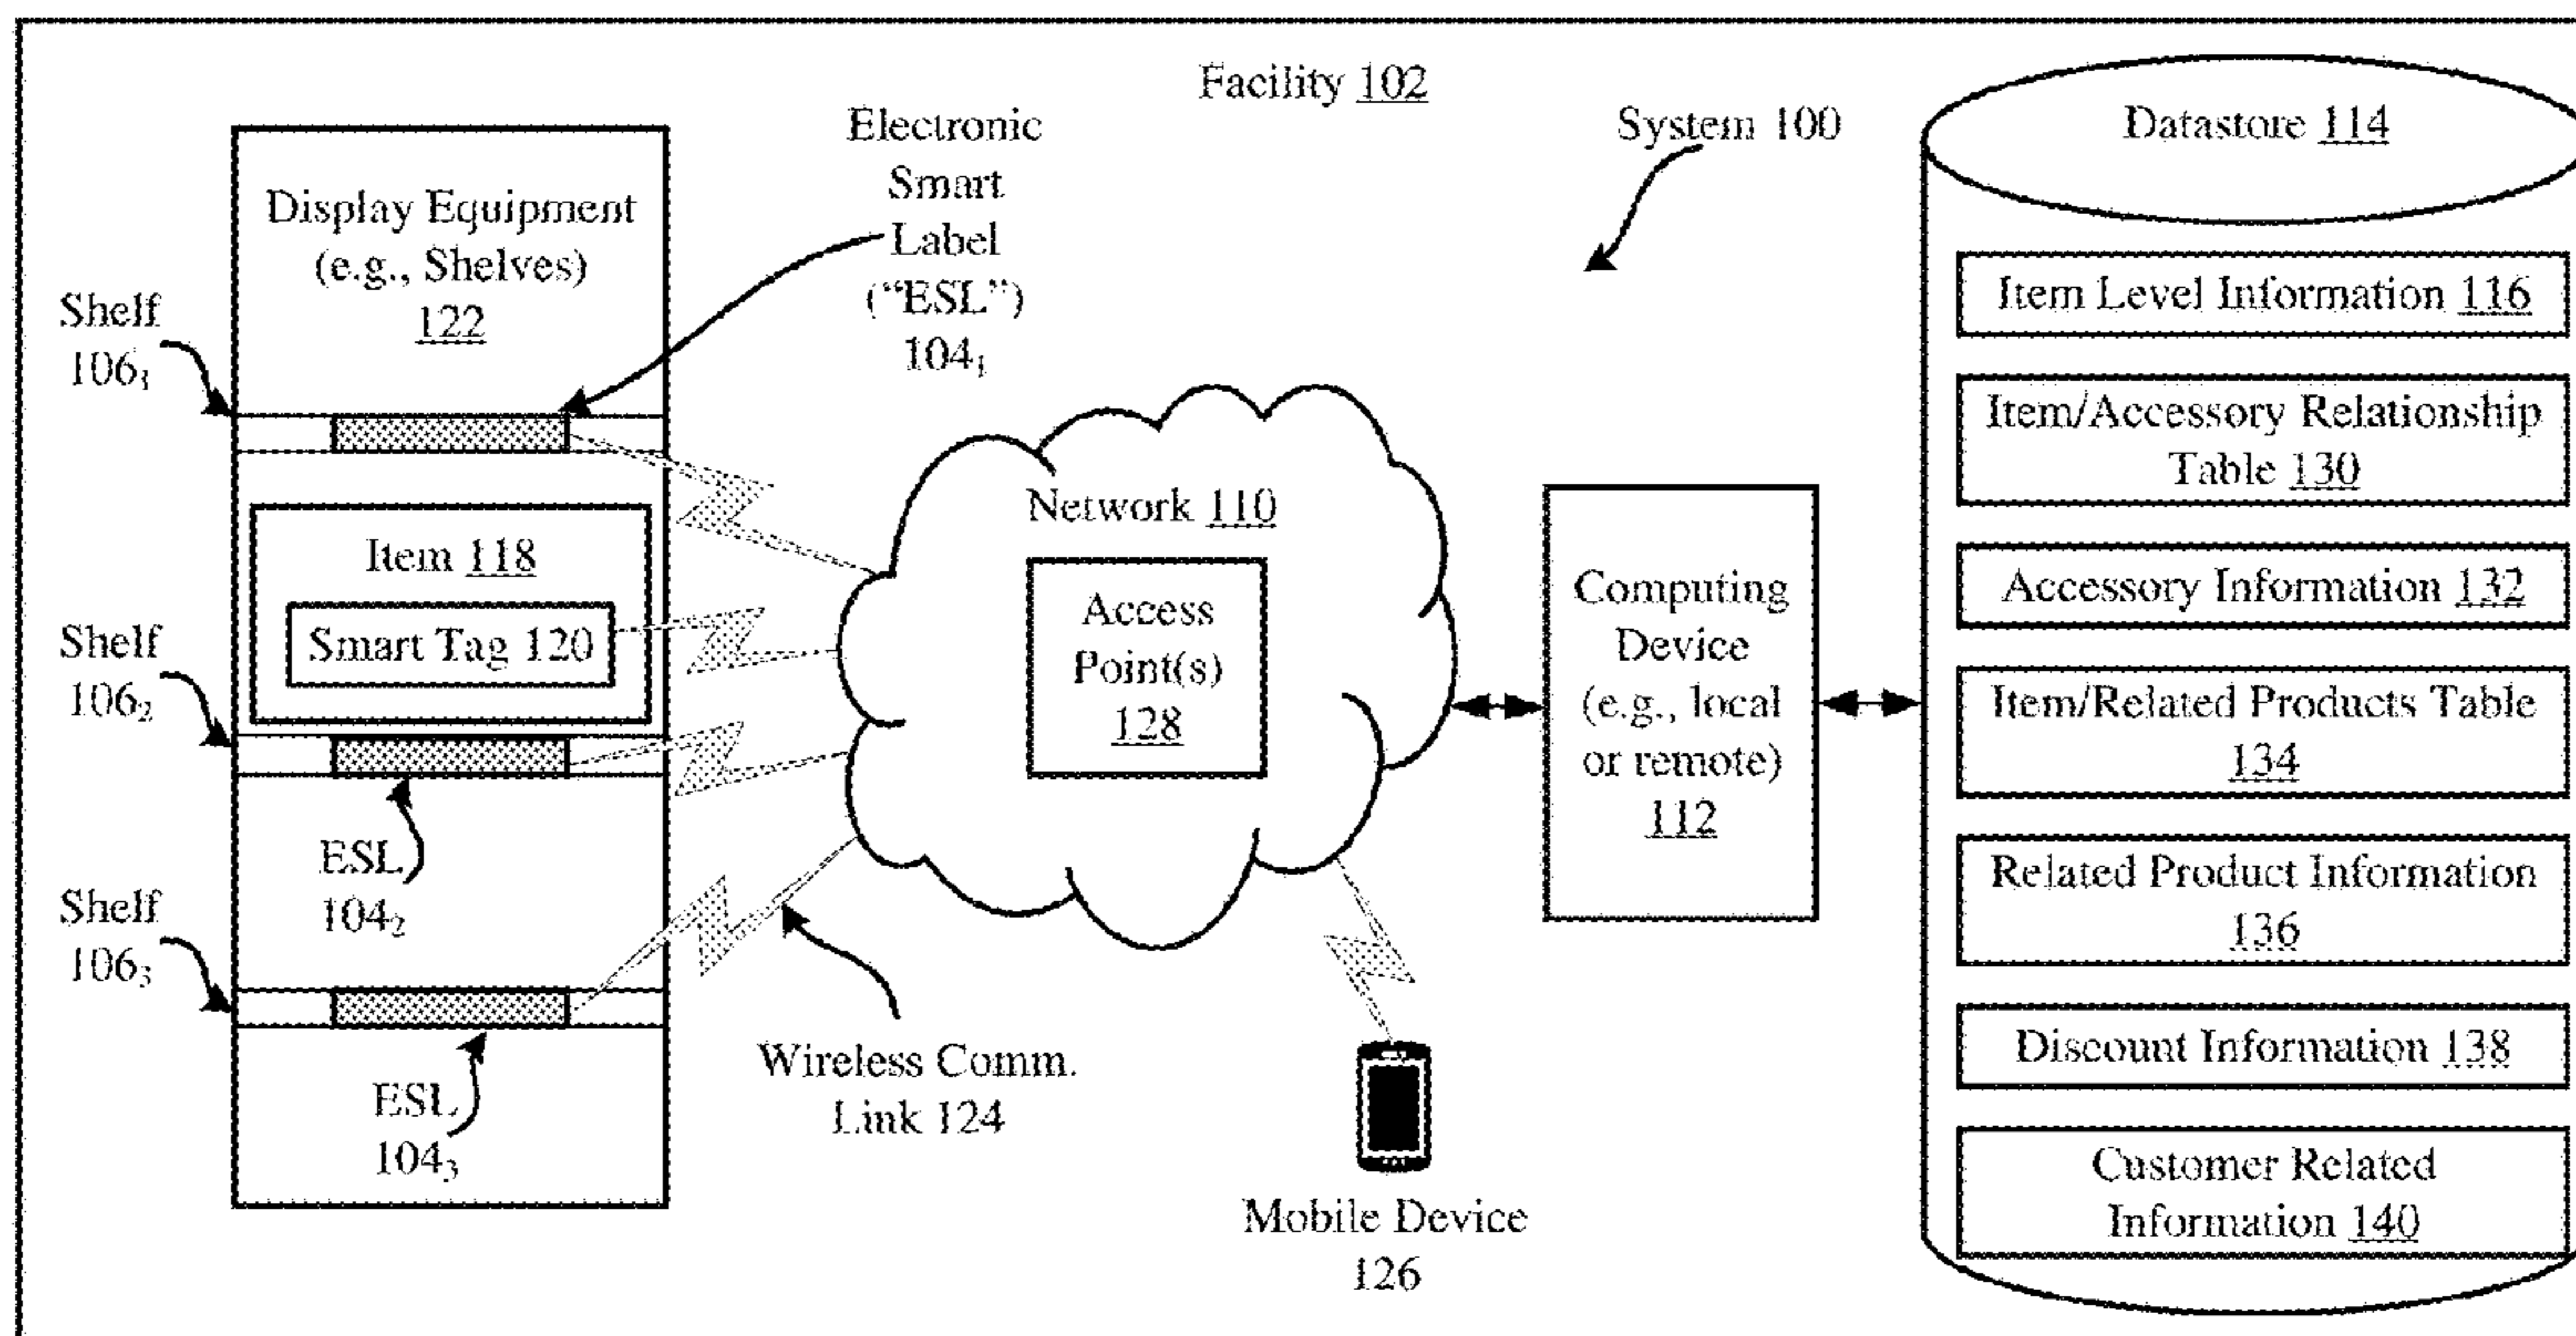 Facility 102
System 100
Electronic
Smart
Label
("ESL")
104₁
Display Equipment
(e.g., Shelves)
122
Shelf
106₁
Item 118
Smart Tag 120
Shelf
106₂
ESL
104₂
Shelf
106₃
ESL
104₃
Wireless Comm.
Link 124
Network 110
Access
Point(s)
128
Mobile Device
126
Computing
Device
(e.g., local
or remote)
112
Datastore 114
Item Level Information 116
Item/Accessory Relationship
Table 130
Accessory Information 132
Item/Related Products Table
134
Related Product Information
136
Discount Information 138
Customer Related
Information 140